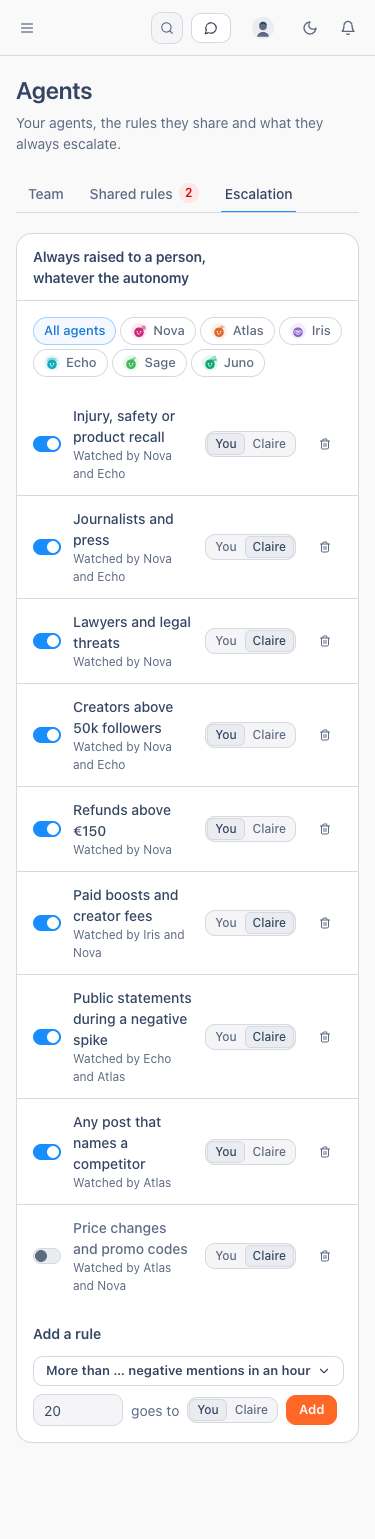 Agents
Your agents, the rules they share and what they
always escalate.
Team Shared rules 2 Escalation
Always raised to a person,
whatever the autonomy
All agents Nova Atlas Iris
Echo Sage Juno
Injury, safety or
product recall
Watched by Nova
and Echo
You Claire
Journalists and
press
Watched by Nova
and Echo
You Claire
Lawyers and legal
threats
Watched by Nova
You Claire
Creators above
50k followers
Watched by Nova
and Echo
You Claire
Refunds above
€150
Watched by Nova
You Claire
Paid boosts and
creator fees
Watched by Iris and
Nova
You Claire
Public statements
during a negative
spike
Watched by Echo
and Atlas
You Claire
Any post that
names a
competitor
Watched by Atlas
You Claire
Price changes
and promo codes
Watched by Atlas
and Nova
You Claire
Add a rule
More than ... negative mentions in an hour
20 goes to You Claire Add